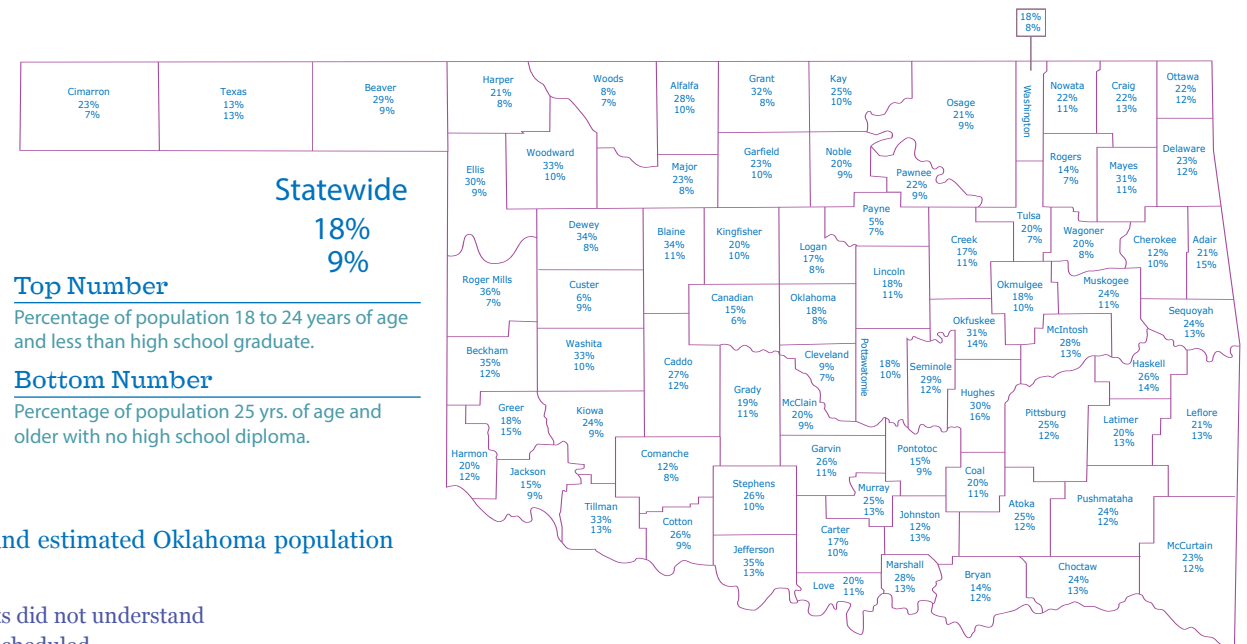 18%
8%
Cimarron
23%
7%
Texas
13%
13%
Beaver
29%
9%
Harper
21%
8%
Woods
8%
7%
Alfalfa
28%
10%
Grant
32%
8%
Kay
25%
10%
Osage
21%
9%
Washington
Nowata
22%
11%
Craig
22%
13%
Ottawa
22%
12%
Ellis
30%
9%
Woodward
33%
10%
Major
23%
8%
Garfield
23%
10%
Noble
20%
9%
Pawnee
22%
9%
Rogers
14%
7%
Mayes
31%
11%
Delaware
23%
12%
Statewide
18%
9%
Top Number
Percentage of population 18 to 24 years of age
and less than high school graduate.
Bottom Number
Percentage of population 25 yrs. of age and
older with no high school diploma.
Dewey
34%
8%
Blaine
34%
11%
Kingfisher
20%
10%
Logan
17%
8%
Payne
5%
7%
Creek
17%
11%
Tulsa
20%
7%
Wagoner
20%
8%
Cherokee
12%
10%
Adair
21%
15%
Roger Mills
36%
7%
Custer
6%
9%
Canadian
15%
6%
Oklahoma
18%
8%
Lincoln
18%
11%
Okmulgee
18%
10%
Muskogee
24%
11%
Sequoyah
24%
13%
Beckham
35%
12%
Washita
33%
10%
Caddo
27%
12%
Grady
19%
11%
Cleveland
9%
7%
McClain
20%
9%
Pottawatomie
18%
10%
Seminole
29%
12%
Okfuskee
31%
14%
McIntosh
28%
13%
Haskell
26%
14%
Hughes
30%
16%
Pittsburg
25%
12%
Latimer
20%
13%
Leflore
21%
13%
Greer
18%
15%
Kiowa
24%
9%
Harmon
20%
12%
Jackson
15%
9%
Comanche
12%
8%
Tillman
33%
13%
Cotton
26%
9%
Stephens
26%
10%
Jefferson
35%
13%
Garvin
26%
11%
Murray
25%
13%
Pontotoc
15%
9%
Coal
20%
11%
Johnston
12%
13%
Atoka
25%
12%
Pushmataha
24%
12%
McCurtain
23%
12%
Carter
17%
10%
Love 20%
11%
Marshall
28%
13%
Bryan
14%
12%
Choctaw
24%
13%
estimated Oklahoma population
did not understand